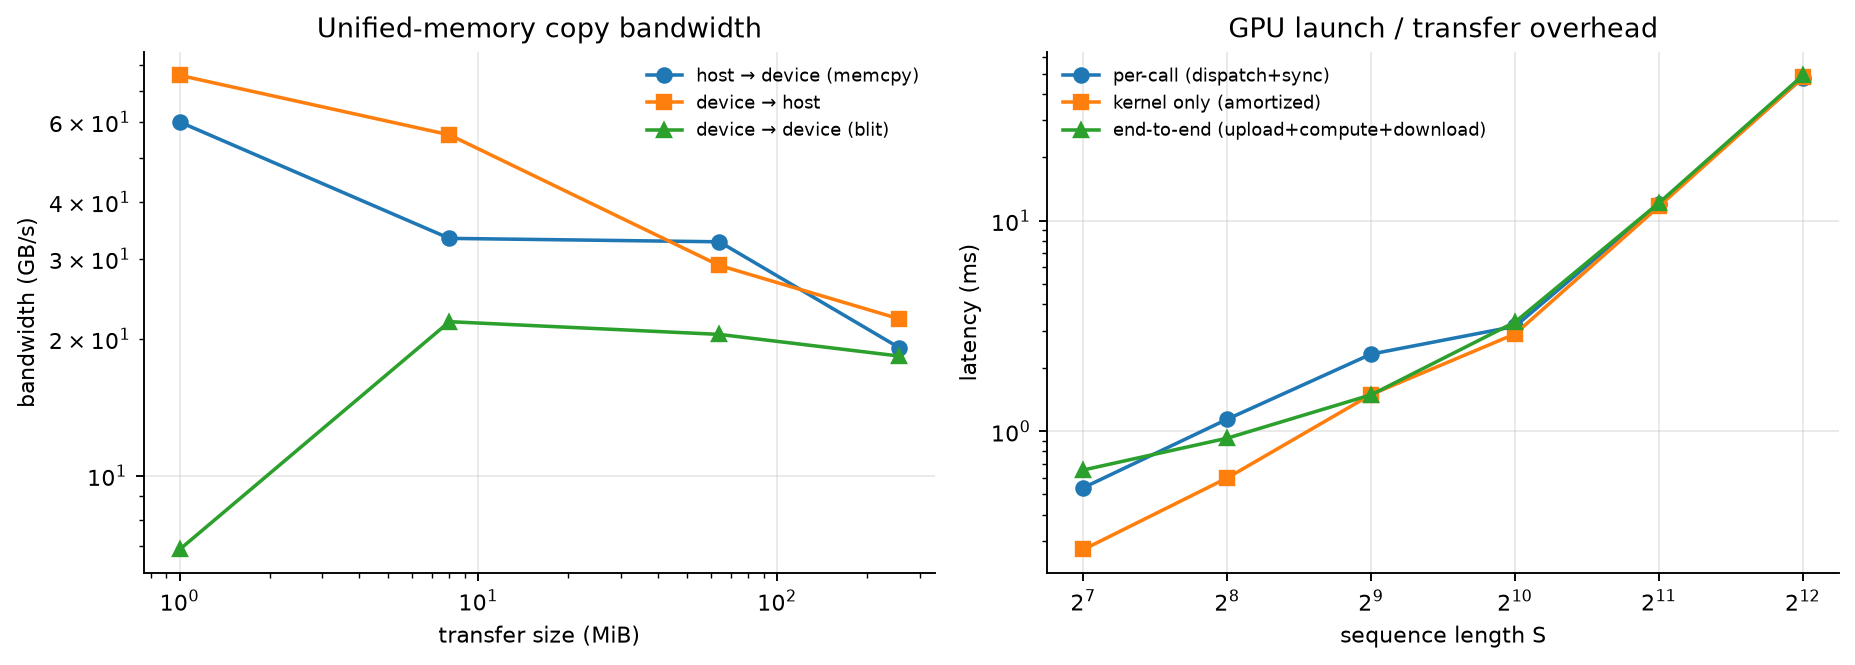 Unified-memory copy bandwidth
bandwidth (GB/s)
6 × 10¹
4 × 10¹
3 × 10¹
2 × 10¹
10¹
host → device (memcpy)
device → host
device → device (blit)
10⁰ 10¹ 10²
transfer size (MiB)
GPU launch / transfer overhead
latency (ms)
10¹
10⁰
per-call (dispatch+sync)
kernel only (amortized)
end-to-end (upload+compute+download)
2⁷ 2⁸ 2⁹ 2¹⁰ 2¹¹ 2¹²
sequence length S